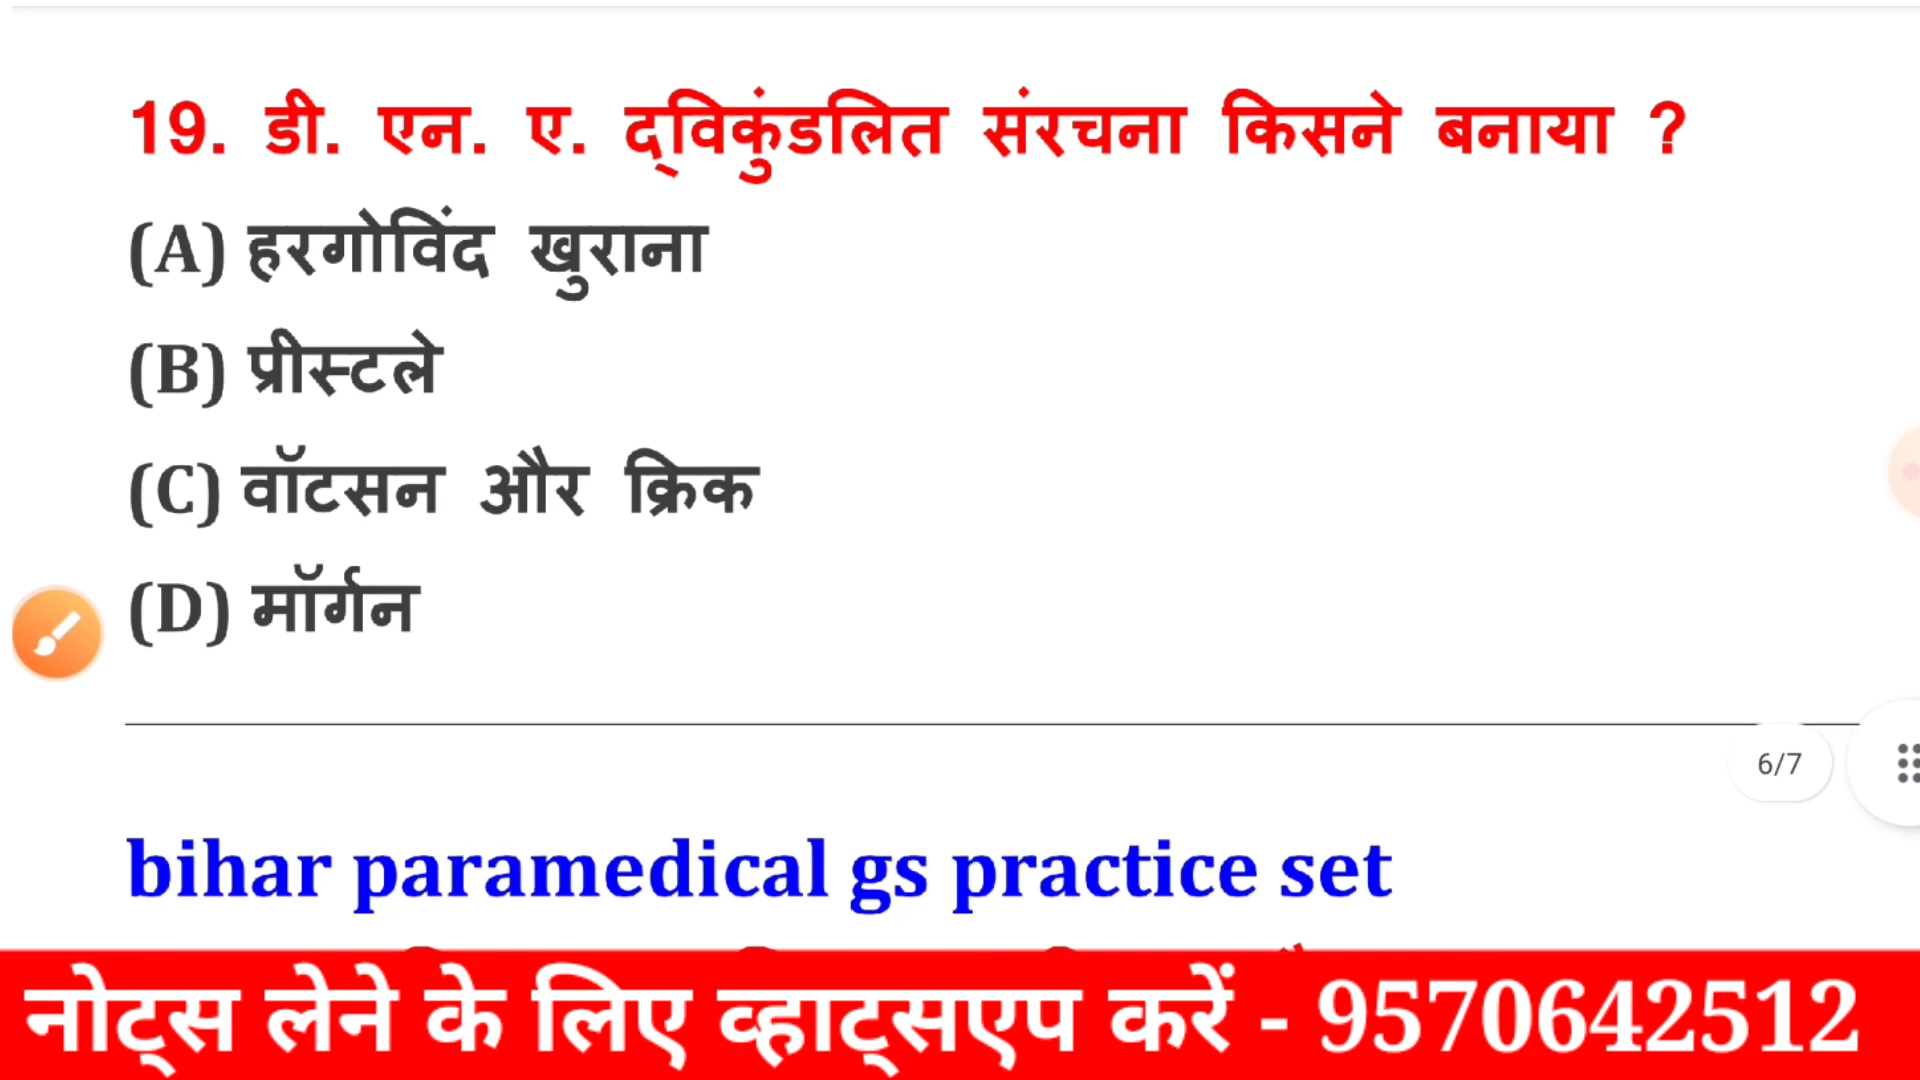 19. डी. एन. ए. द्विकुंडलित संरचना किसने बनाया ?
(A) हरगोविंद खुराना
(B) प्रीस्टले
(C) वॉटसन और क्रिक
(D) मॉर्गन
6/7
bihar paramedical gs practice set
नोट्स लेने के लिए व्हाट्सएप करें - 9570642512